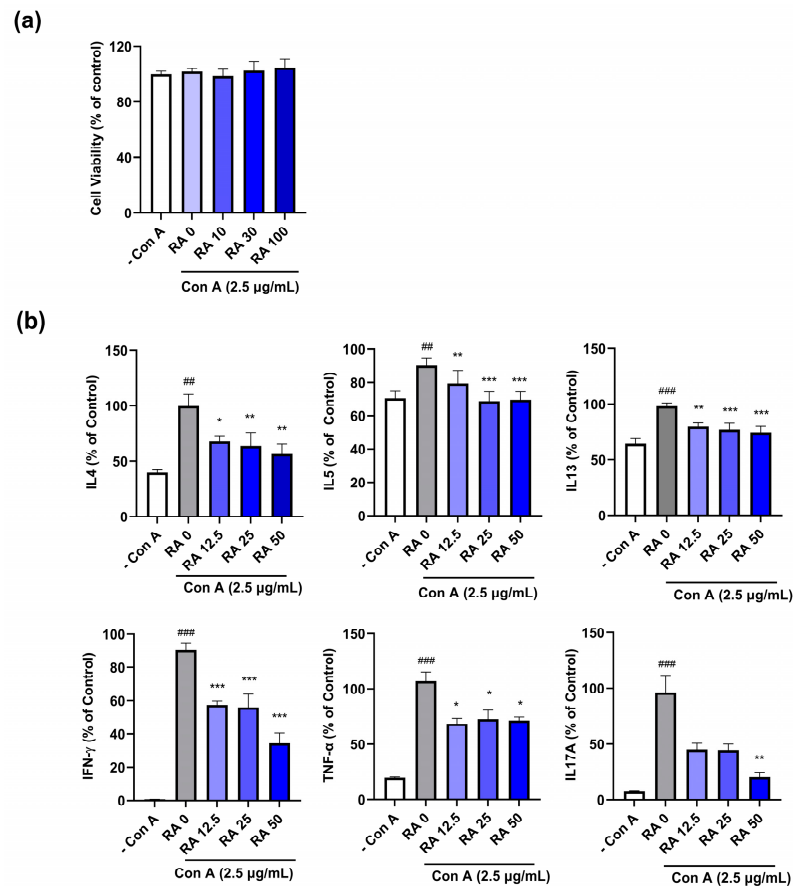 (a)
Cell Viability (% of control)
120
80
40
0
- Con A
RA 0
RA 10
RA 30
RA 100
Con A (2.5 µg/mL)
(b)
IL4 (% of Control)
150
100
50
0
##
*
**
**
- Con A
RA 0
RA 12.5
RA 25
RA 50
Con A (2.5 µg/mL)
IL5 (% of Control)
100
80
60
40
20
0
##
**
***
***
- Con A
RA 0
RA 12.5
RA 25
RA 50
Con A (2.5 µg/mL)
IL13 (% of Control)
150
100
50
0
###
**
***
***
- Con A
RA 0
RA 12.5
RA 25
RA 50
Con A (2.5 µg/mL)
IFN-γ (% of Control)
100
80
60
40
20
0
###
***
***
***
- Con A
RA 0
RA 12.5
RA 25
RA 50
Con A (2.5 µg/mL)
TNF-α (% of Control)
150
100
50
0
###
*
*
*
- Con A
RA 0
RA 12.5
RA 25
RA 50
Con A (2.5 µg/mL)
IL17A (% of Control)
150
100
50
0
###
**
- Con A
RA 0
RA 12.5
RA 25
RA 50
Con A (2.5 µg/mL)